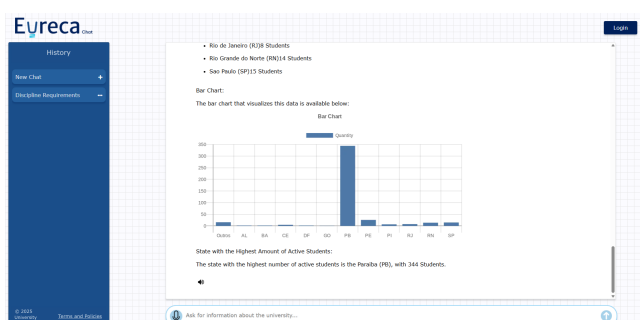 Eureca Chat
Login
History
New Chat +
Discipline Requirements –
• Rio de Janeiro (RJ)8 Students
• Rio Grande do Norte (RN)14 Students
• Sao Paulo (SP)15 Students
Bar Chart:
The bar chart that visualizes this data is available below:
Bar Chart
Quantity
350
300
250
200
150
100
50
0
Outros AL BA CE DF GO PB PE PI RJ RN SP
State with the Highest Amount of Active Students:
The state with the highest number of active students is the Paraíba (PB), with 344 Students.
Ask for information about the university...
© 2025
University
Terms and Policies